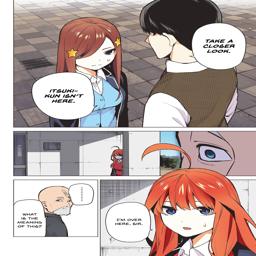 TAKE A
CLOSER
LOOK.
ITSUKI-
KUN ISN'T
HERE.
..........
WHAT
IS THE
MEANING
OF THIS?
I'M OVER
HERE, SIR.